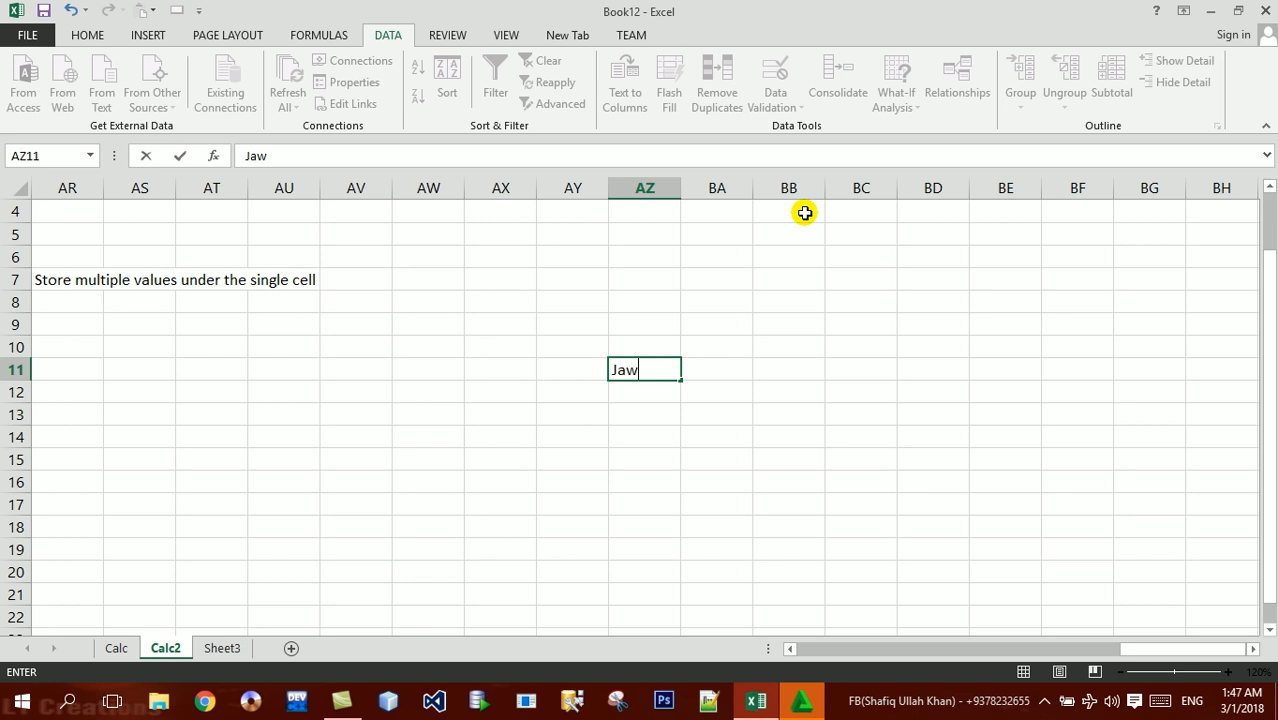 Book12 - Excel
?
FILE HOME INSERT PAGE LAYOUT FORMULAS DATA REVIEW VIEW New Tab TEAM Sign in
From Access
From Web
From Text
From Other Sources
Existing Connections
Get External Data
Refresh All
Connections
Properties
Edit Links
Connections
Sort
Filter
Clear
Reapply
Advanced
Sort & Filter
Text to Columns
Flash Fill
Remove Duplicates
Data Validation
Consolidate
What-If Analysis
Relationships
Data Tools
Group
Ungroup
Subtotal
Show Detail
Hide Detail
Outline
AZ11 fx Jaw
AR AS AT AU AV AW AX AY AZ BA BB BC BD BE BF BG BH
4
5
6
7 Store multiple values under the single cell
8
9
10
11 Jaw
12
13
14
15
16
17
18
19
20
21
22
Calc Calc2 Sheet3
ENTER 120%
FB(Shafiq Ullah Khan) - +9378232655 ENG 1:47 AM
3/1/2018
LT Creations